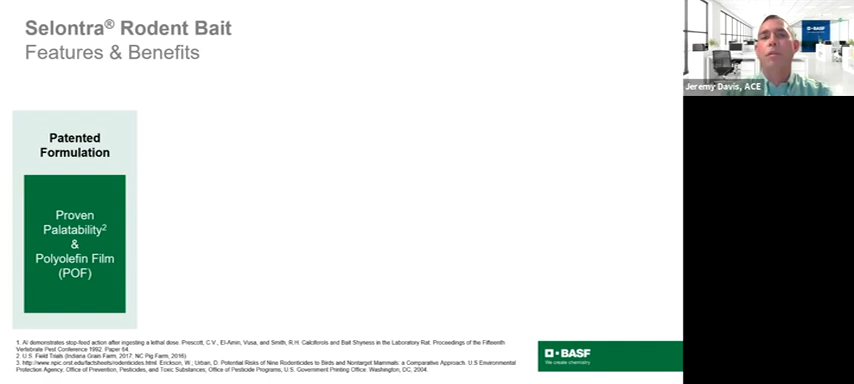 Selontra® Rodent Bait
Features & Benefits
BASF
Jeremy Davis, ACE
Patented
Formulation
Proven
Palatability2
&
Polyolefin Film
(POF)
1. AI demonstrates stop-feed action after ingesting a lethal dose. Prescott, C.V., El-Amin, Vusa, and Smith, R.H. Calciferols and Bait Shyness in the Laboratory Rat. Proceedings of the Fifteenth
Vertebrate Pest Conference 1992. Paper 64.
2. U.S. Field Trials (Indiana Grain Farm, 2017, NC Pig Farm, 2016)
3. http://www.npic.orst.edu/factsheets/rodenticides.html. Erickson, W.; Urban, D. Potential Risks of Nine Rodenticides to Birds and Nontarget Mammals: a Comparative Approach. U.S Environmental
Protection Agency, Office of Prevention, Pesticides, and Toxic Substances; Office of Pesticide Programs, U.S. Government Printing Office. Washington, DC, 2004.
BASF
We create chemistry